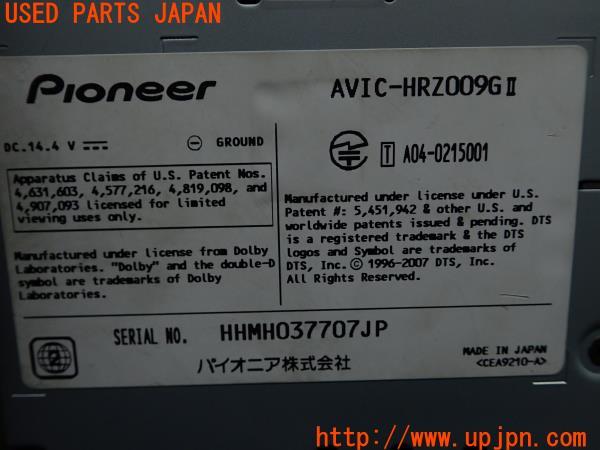 USED PARTS JAPAN
Pioneer
AVIC-HRZ009GⅡ
DC.14.4 V
GROUND
T A04-0215001
Apparatus Claims of U.S. Patent Nos.
4,631,603, 4,577,216, 4,819,098, and
4,907,093 licensed for limited
viewing uses only.
Manufactured under license under U.S.
Patent #: 5,451,942 & other U.S. and
worldwide patents issued & pending. DTS
is a registered trademark & the DTS
logos and Symbol are trademarks of
DTS, Inc. © 1996-2007 DTS, Inc.
All Rights Reserved.
Manufactured under license from Dolby
Laboratories. "Dolby" and the double-D
symbol are trademarks of Dolby
Laboratories.
2
SERIAL NO. HHMH037707JP
パイオニア株式会社
MADE IN JAPAN
<CEA9210-A>
http://www.upjpn.com/